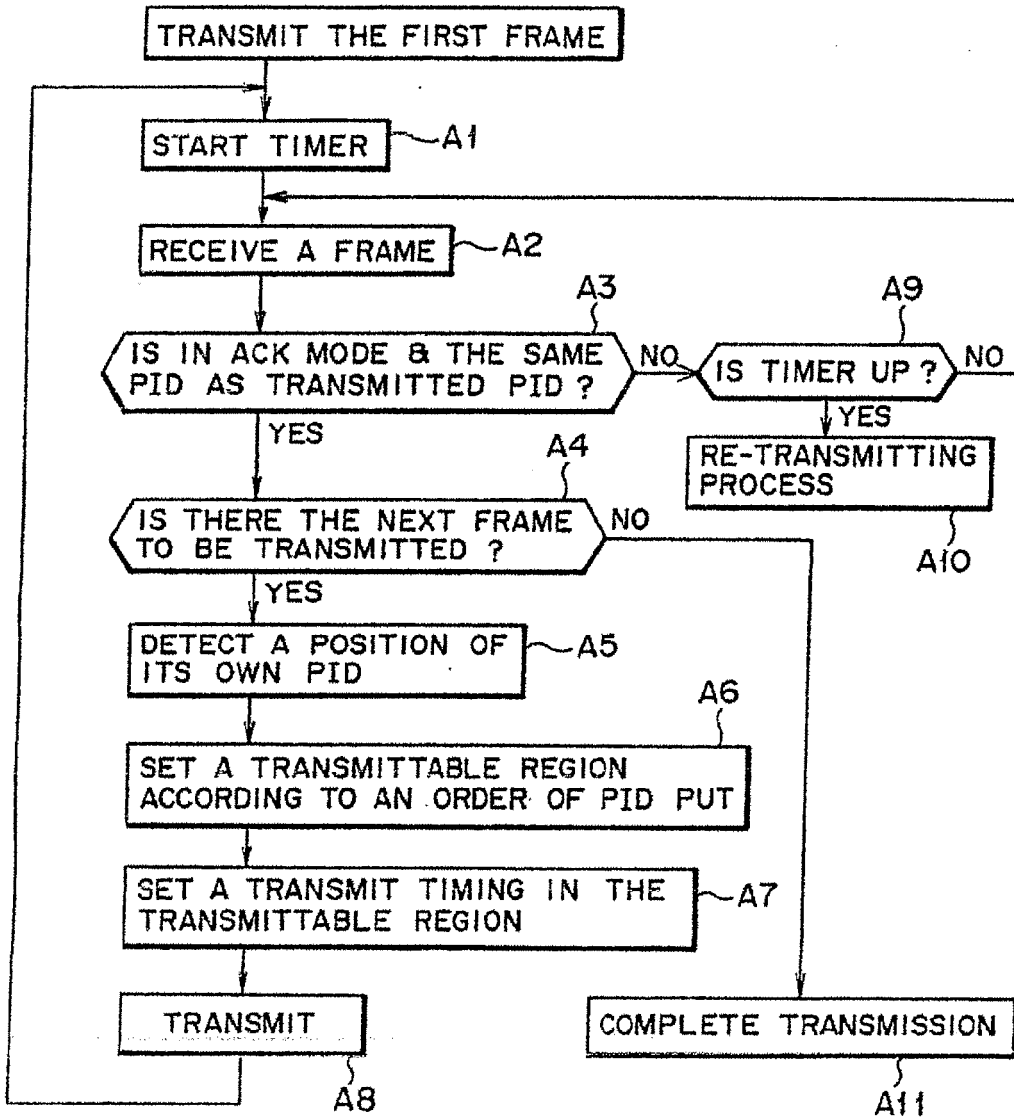 TRANSMIT THE FIRST FRAME
START TIMER
A1
RECEIVE A FRAME
A2
A3
IS IN ACK MODE & THE SAME
PID AS TRANSMITTED PID ?
NO
A9
IS TIMER UP ?
NO
YES
YES
RE-TRANSMITTING
PROCESS
A10
A4
IS THERE THE NEXT FRAME
TO BE TRANSMITTED ?
NO
YES
DETECT A POSITION OF
ITS OWN PID
A5
A6
SET A TRANSMITTABLE REGION
ACCORDING TO AN ORDER OF PID PUT
SET A TRANSMIT TIMING IN THE
TRANSMITTABLE REGION
A7
TRANSMIT
A8
COMPLETE TRANSMISSION
A11